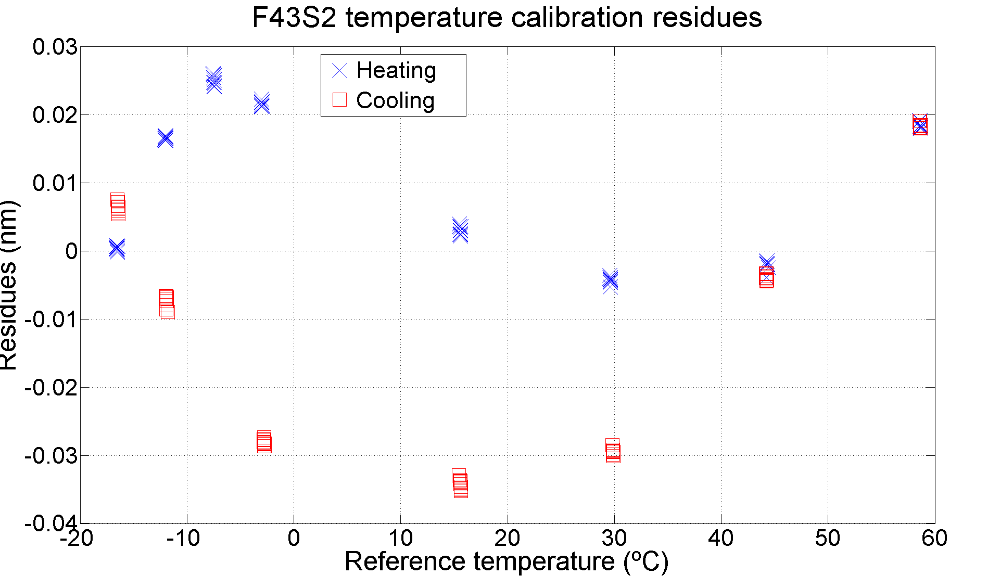 F43S2 temperature calibration residues
Heating
Cooling
0.03
0.02
0.01
0
-0.01
-0.02
-0.03
-0.04
Residues (nm)
-20 -10 0 10 20 30 40 50 60
Reference temperature (ºC)